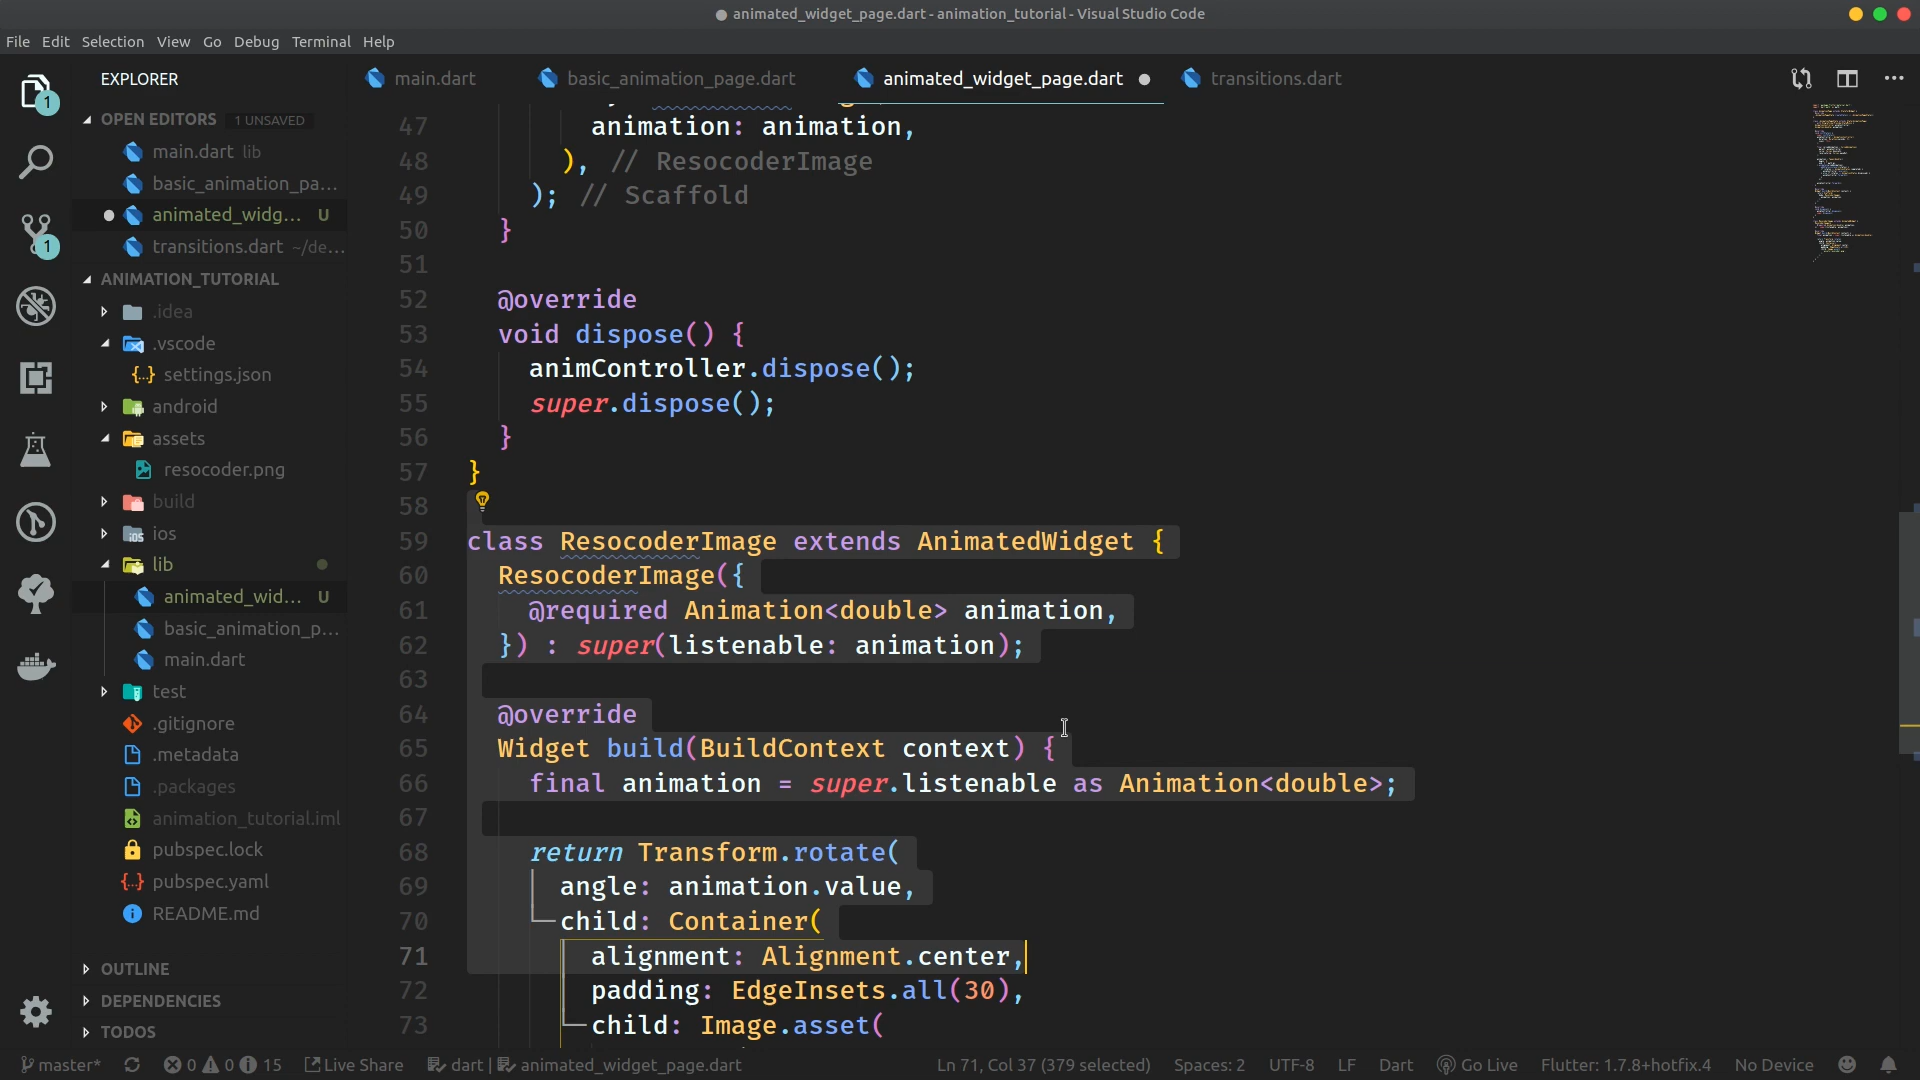 animated_widget_page.dart - animation_tutorial - Visual Studio Code
File Edit Selection View Go Debug Terminal Help
EXPLORER
main.dart
basic_animation_page.dart
animated_widget_page.dart
transitions.dart
OPEN EDITORS 1 UNSAVED
main.dart lib
basic_animation_pa...
animated_widg... U
transitions.dart ~/de...
ANIMATION_TUTORIAL
.idea
.vscode
{..} settings.json
android
assets
resocoder.png
build
ios
lib
animated_wid... U
basic_animation_p...
main.dart
test
.gitignore
.metadata
.packages
animation_tutorial.iml
pubspec.lock
pubspec.yaml
README.md
OUTLINE
DEPENDENCIES
TODOS
1
1
47 animation: animation,
48 ), // ResocoderImage
49 ); // Scaffold
50 }
51
52 @override
53 void dispose() {
54 animController.dispose();
55 super.dispose();
56 }
57 }
58
59 class ResocoderImage extends AnimatedWidget {
60 ResocoderImage({
61 @required Animation<double> animation,
62 }) : super(listenable: animation);
63
64 @override
65 Widget build(BuildContext context) {
66 final animation = super.listenable as Animation<double>;
67
68 return Transform.rotate(
69 angle: animation.value,
70 child: Container(
71 alignment: Alignment.center,
72 padding: EdgeInsets.all(30),
73 child: Image.asset(
master* 0 0 15 Live Share dart | animated_widget_page.dart Ln 71, Col 37 (379 selected) Spaces: 2 UTF-8 LF Dart Go Live Flutter: 1.7.8+hotfix.4 No Device